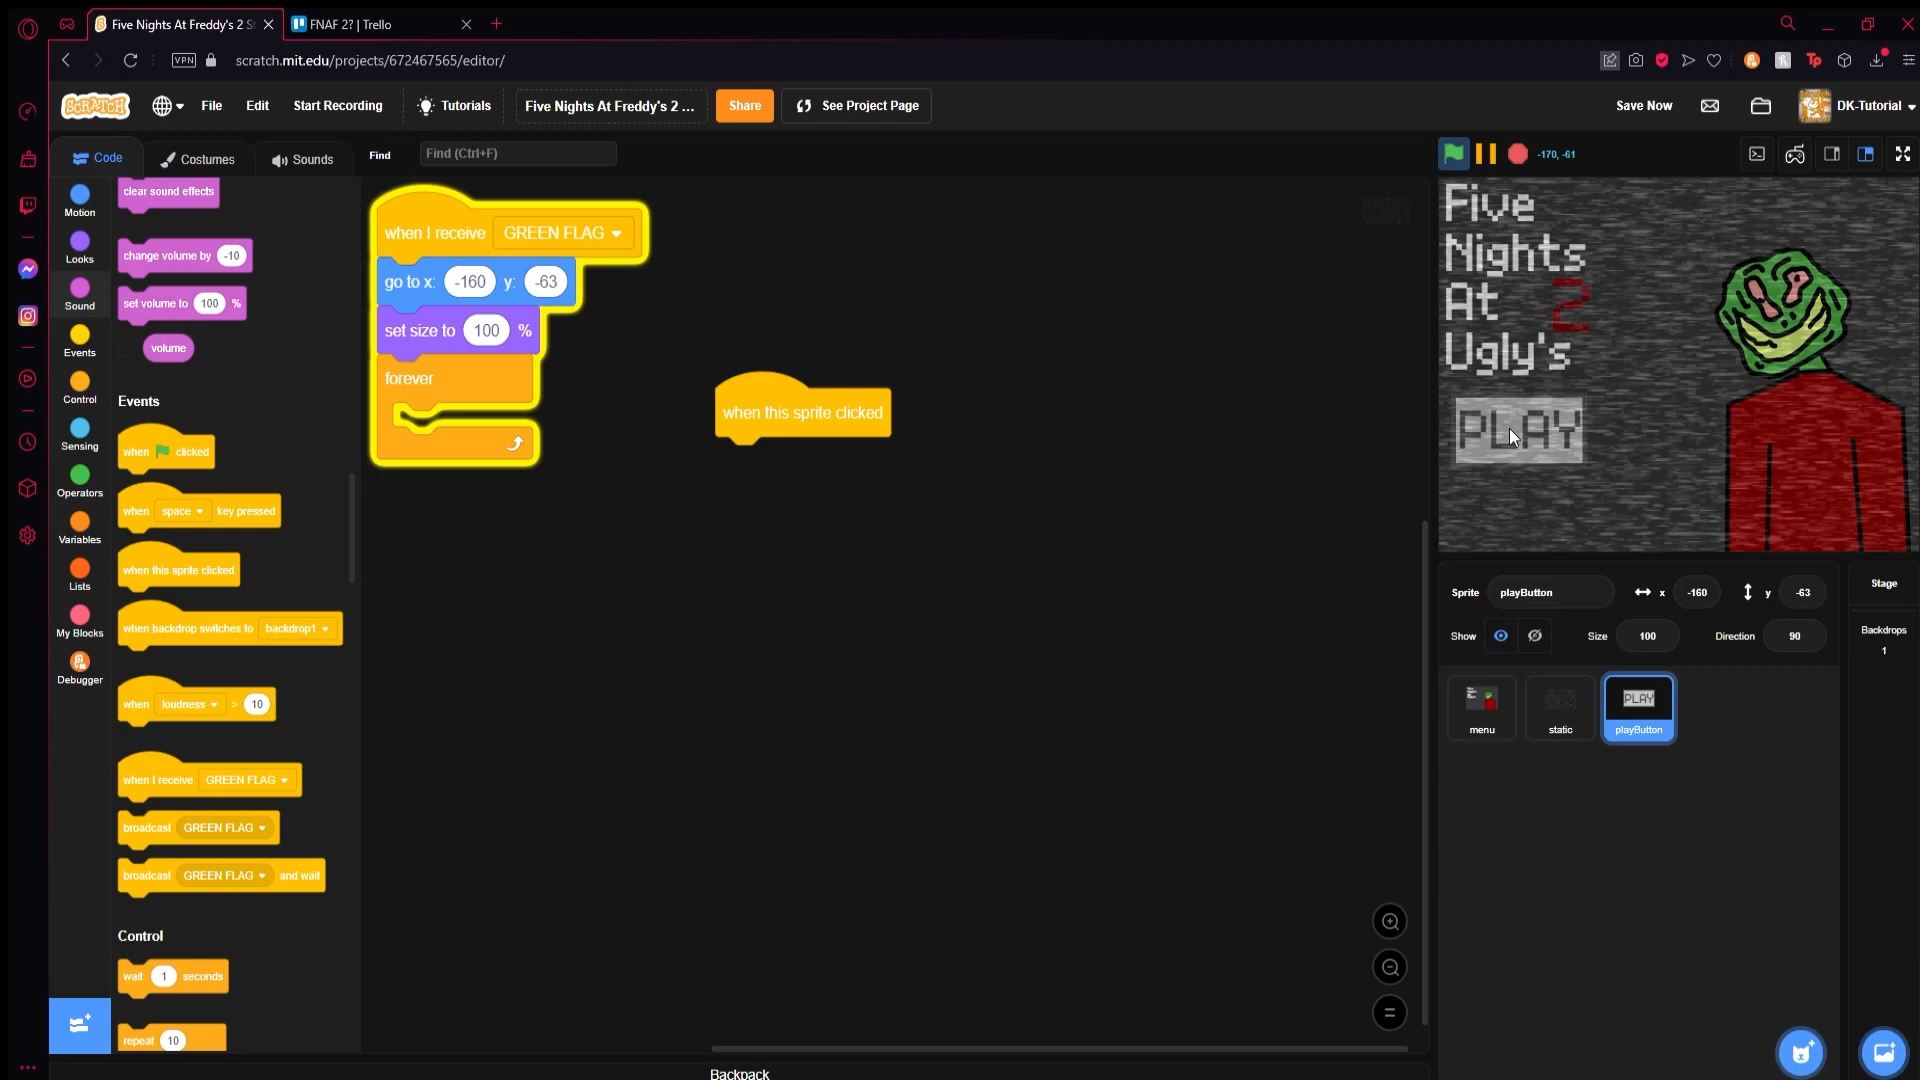 Five Nights At Freddy's 2 S
FNAF 2? | Trello
VPN
scratch.mit.edu/projects/672467565/editor/
Tp
SCRATCH
File
Edit
Start Recording
Tutorials
Five Nights At Freddy's 2 ...
Share
See Project Page
Save Now
DK-Tutorial
Code
Costumes
Sounds
Find
Find (Ctrl+F)
-170, -61
Motion
Looks
Sound
Events
Control
Sensing
Operators
Variables
Lists
My Blocks
Debugger
clear sound effects
change volume by -10
set volume to 100 %
volume
Events
when clicked
when space key pressed
when this sprite clicked
when backdrop switches to backdrop1
when loudness > 10
when I receive GREEN FLAG
broadcast GREEN FLAG
broadcast GREEN FLAG and wait
Control
wait 1 seconds
repeat 10
when I receive GREEN FLAG
go to x: -160 y: -63
set size to 100 %
forever
when this sprite clicked
Backpack
Five
Nights
At 2
Ugly's
PLAY
Sprite playButton x -160 y -63
Show Size 100 Direction 90
menu
static
PLAY
playButton
Stage
Backdrops
1